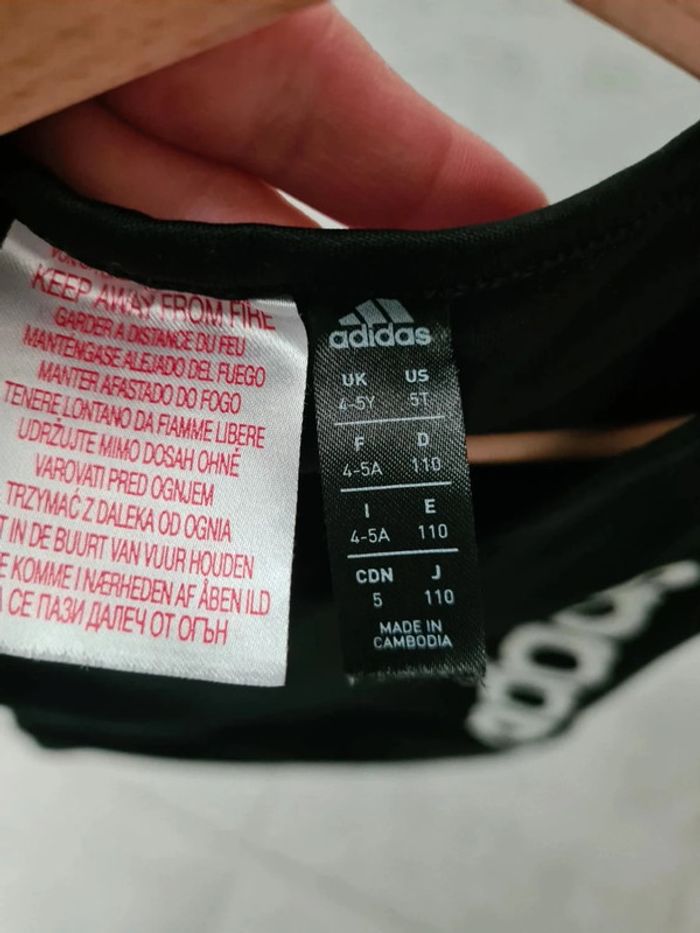 KEEP AWAY FROM FIRE
GARDER A DISTANCE DU FEU
MANTENGASE ALEJADO DEL FUEGO
MANTER AFASTADO DO FOGO
TENERE LONTANO DA FIAMME LIBERE
UDRŽUJTE MIMO DOSAH OHNĚ
VAROVATI PRED OGNJEM
TRZYMAĆ Z DALEKA OD OGNIA
IN DE BUURT VAN VUUR HOUDEN
KOMME I NÆRHEDEN AF ÅBEN ILD
СЕ ПАЗИ ДАЛЕЧ ОТ ОГЪН
adidas
UK US
4-5Y 5T
F D
4-5A 110
I E
4-5A 110
CDN J
5 110
MADE IN
CAMBODIA